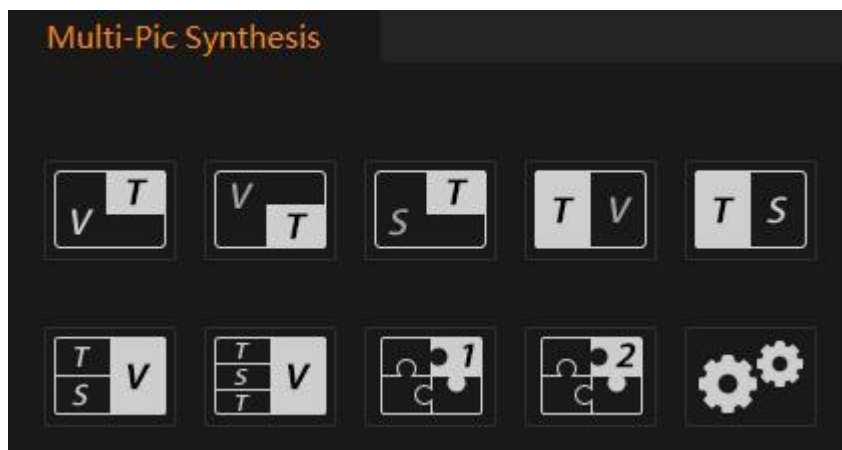 Multi-Pic Synthesis
V T
V T
S T
T V
T S
T S V
T S T V
1
2